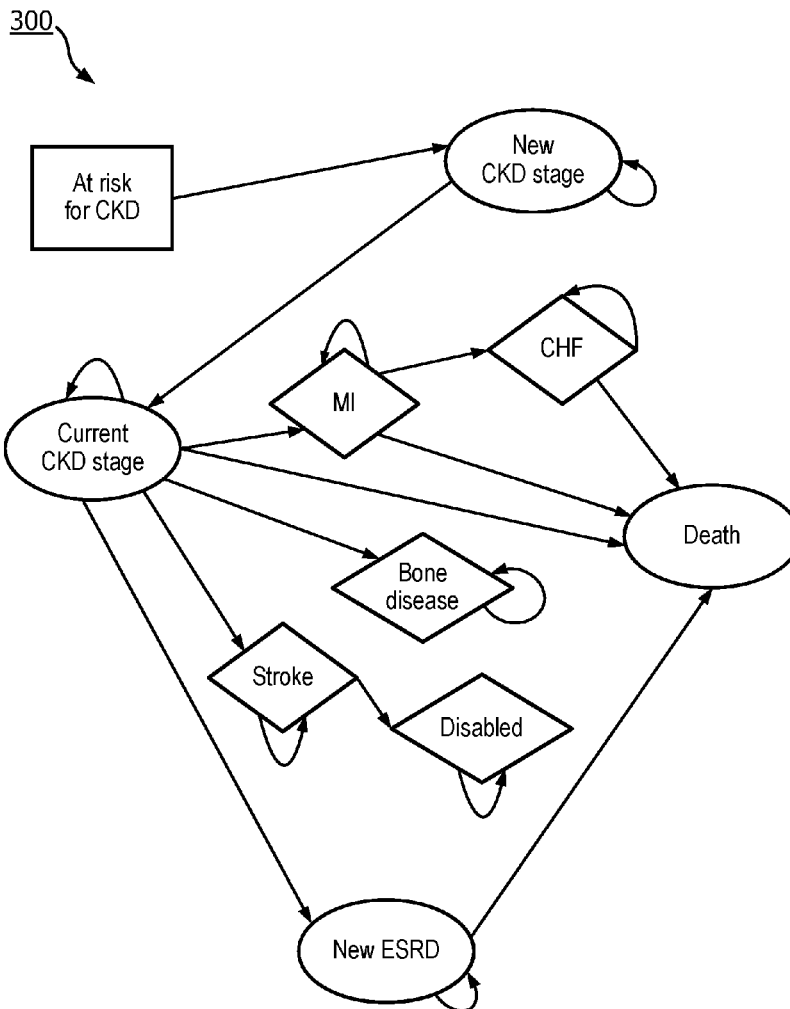 300
At risk
for CKD
New
CKD stage
CHF
MI
Current
CKD stage
Death
Bone
disease
Stroke
Disabled
New ESRD